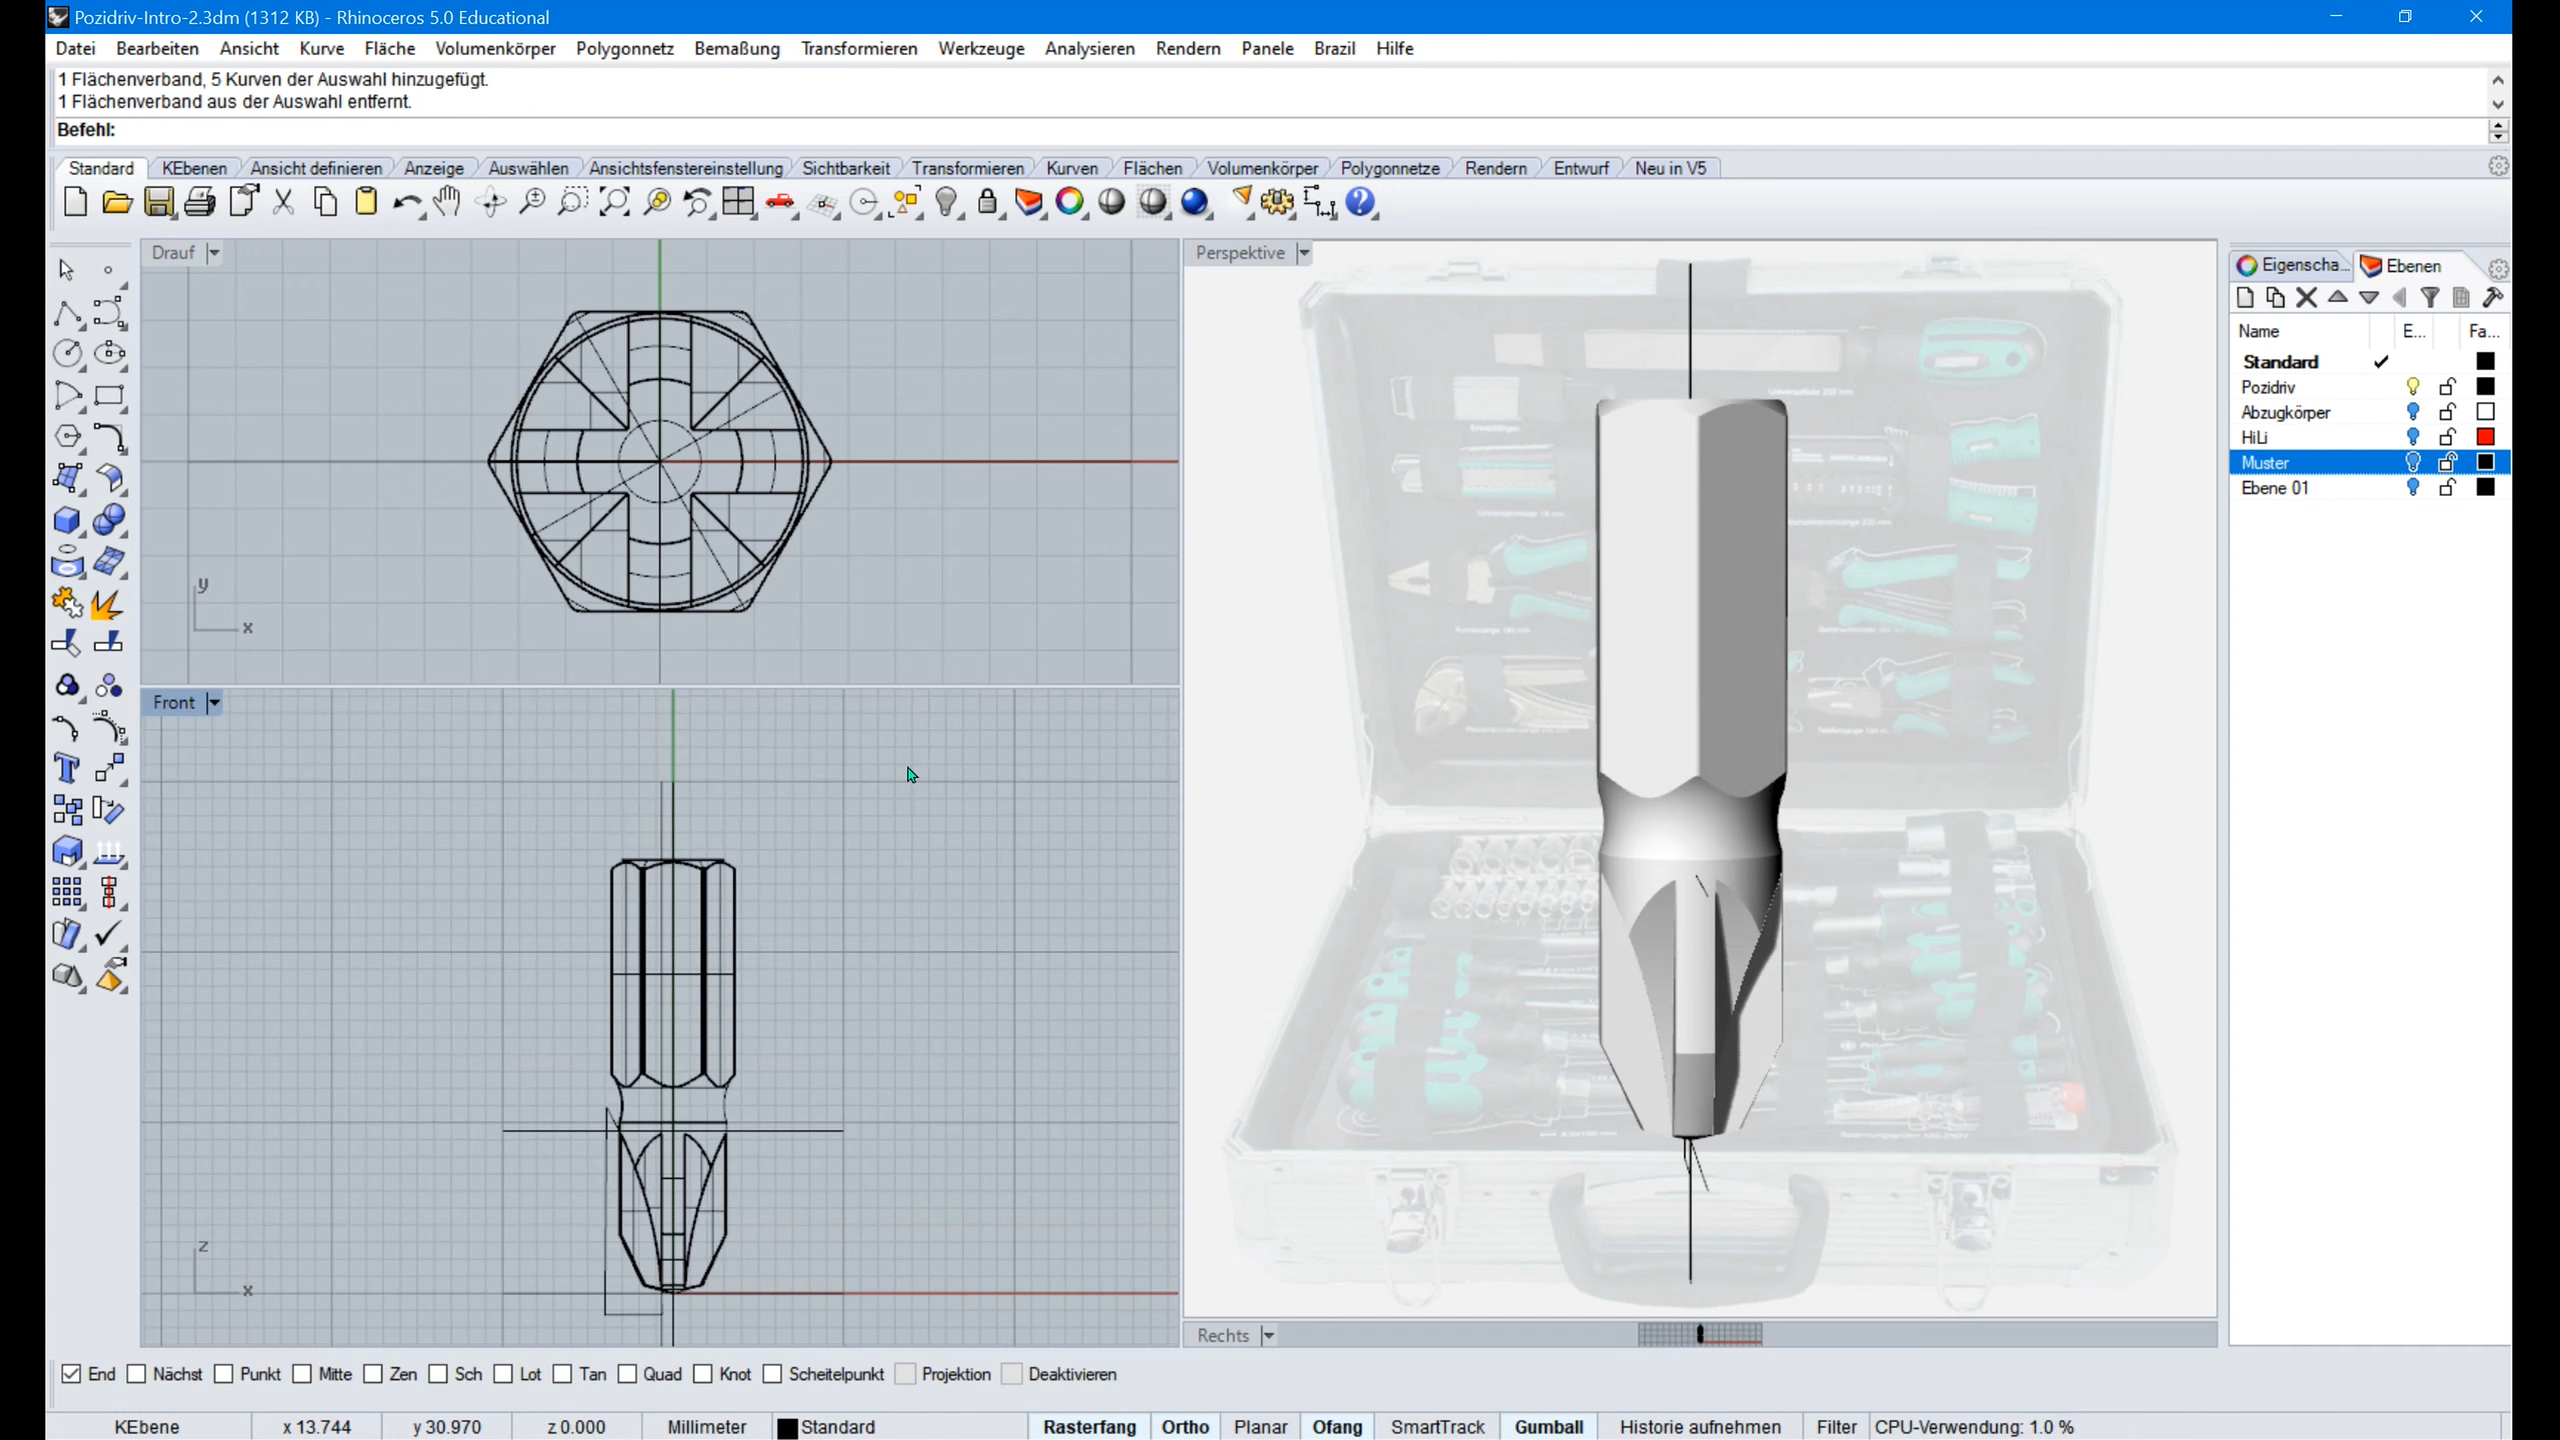 Pozidriv-Intro-2.3dm (1312 KB) - Rhinoceros 5.0 Educational
Datei Bearbeiten Ansicht Kurve Fläche Volumenkörper Polygonnetz Bemaßung Transformieren Werkzeuge Analysieren Rendern Panele Brazil Hilfe
1 Flächenverband, 5 Kurven der Auswahl hinzugefügt.
1 Flächenverband aus der Auswahl entfernt.
Befehl:
Standard KEbenen Ansicht definieren Anzeige Auswählen Ansichtsfenstereinstellung Sichtbarkeit Transformieren Kurven Flächen Volumenkörper Polygonnetze Rendern Entwurf Neu in V5
Drauf
y
x
Front
z
x
Perspektive
Rechts
Eigenscha... Ebenen
Name E... Fa...
Standard
Pozidriv
Abzugkörper
HiLi
Muster
Ebene 01
End Nächst Punkt Mitte Zen Sch Lot Tan Quad Knot Scheitelpunkt Projektion Deaktivieren
KEbene x 13.744 y 30.970 z 0.000 Millimeter Standard Rasterfang Ortho Planar Ofang SmartTrack Gumball Historie aufnehmen Filter CPU-Verwendung: 1.0 %